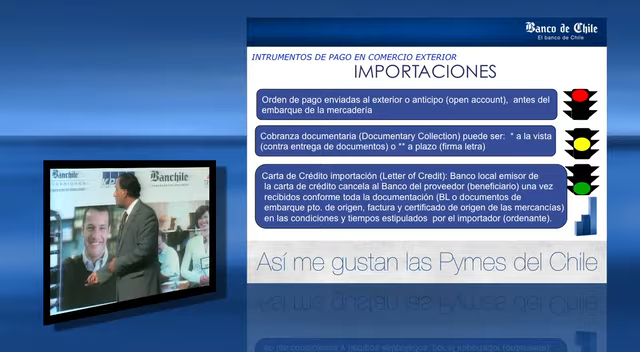 Banco de Chile
El banco de Chile
INTRUMENTOS DE PAGO EN COMERCIO EXTERIOR
IMPORTACIONES
Orden de pago enviadas al exterior o anticipo (open account), antes del
embarque de la mercadería
Cobranza documentaria (Documentary Collection) puede ser: * a la vista
(contra entrega de documentos) o ** a plazo (firma letra)
Carta de Crédito importación (Letter of Credit): Banco local emisor de
la carta de crédito cancela al Banco del proveedor (beneficiario) una vez
recibidos conforme toda la documentación (BL o documentos de
embarque pto. de origen, factura y certificado de origen de las mercancías)
en las condiciones y tiempos estipulados por el importador (ordenante).
Así me gustan las Pymes del Chile
Banchile
Banchile